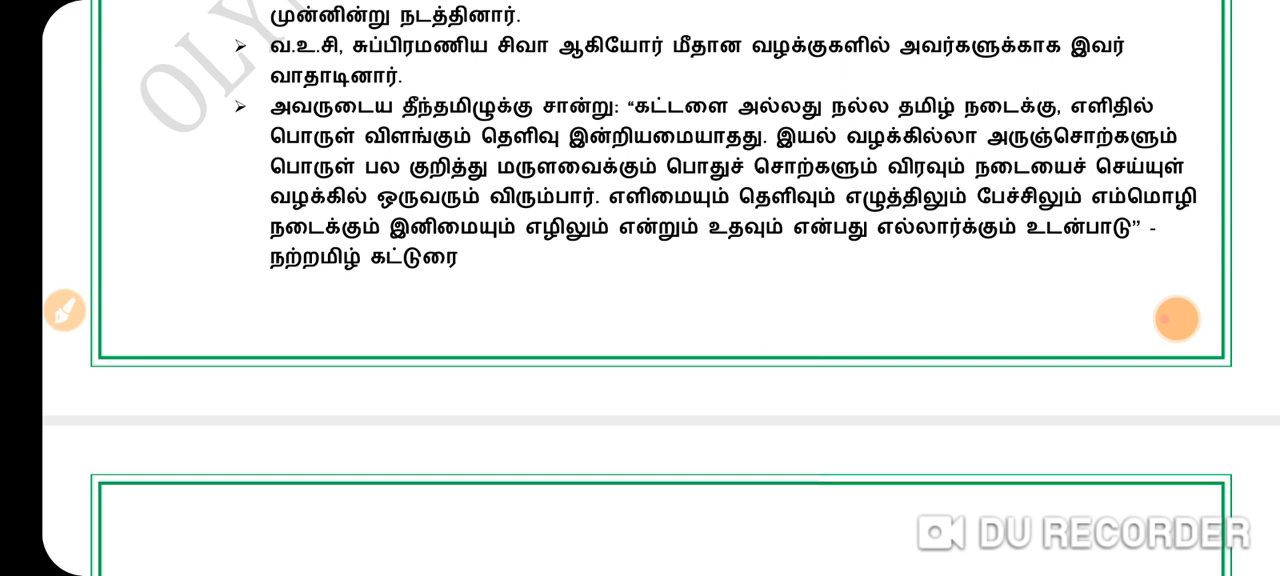 முன்னின்று நடத்தினார்.
➢ வ.உ.சி, சுப்பிரமணிய சிவா ஆகியோர் மீதான வழக்குகளில் அவர்களுக்காக இவர்
வாதாடினார்.
➢ அவருடைய தீந்தமிழுக்கு சான்று: “கட்டளை அல்லது நல்ல தமிழ் நடைக்கு, எளிதில்
பொருள் விளங்கும் தெளிவு இன்றியமையாதது. இயல் வழக்கில்லா அருஞ்சொற்களும்
பொருள் பல குறித்து மருளவைக்கும் பொதுச் சொற்களும் விரவும் நடையைச் செய்யுள்
வழக்கில் ஒருவரும் விரும்பார். எளிமையும் தெளிவும் எழுத்திலும் பேச்சிலும் எம்மொழி
நடைக்கும் இனிமையும் எழிலும் என்றும் உதவும் என்பது எல்லார்க்கும் உடன்பாடு” -
நற்றமிழ் கட்டுரை
OLY
DU RECORDER